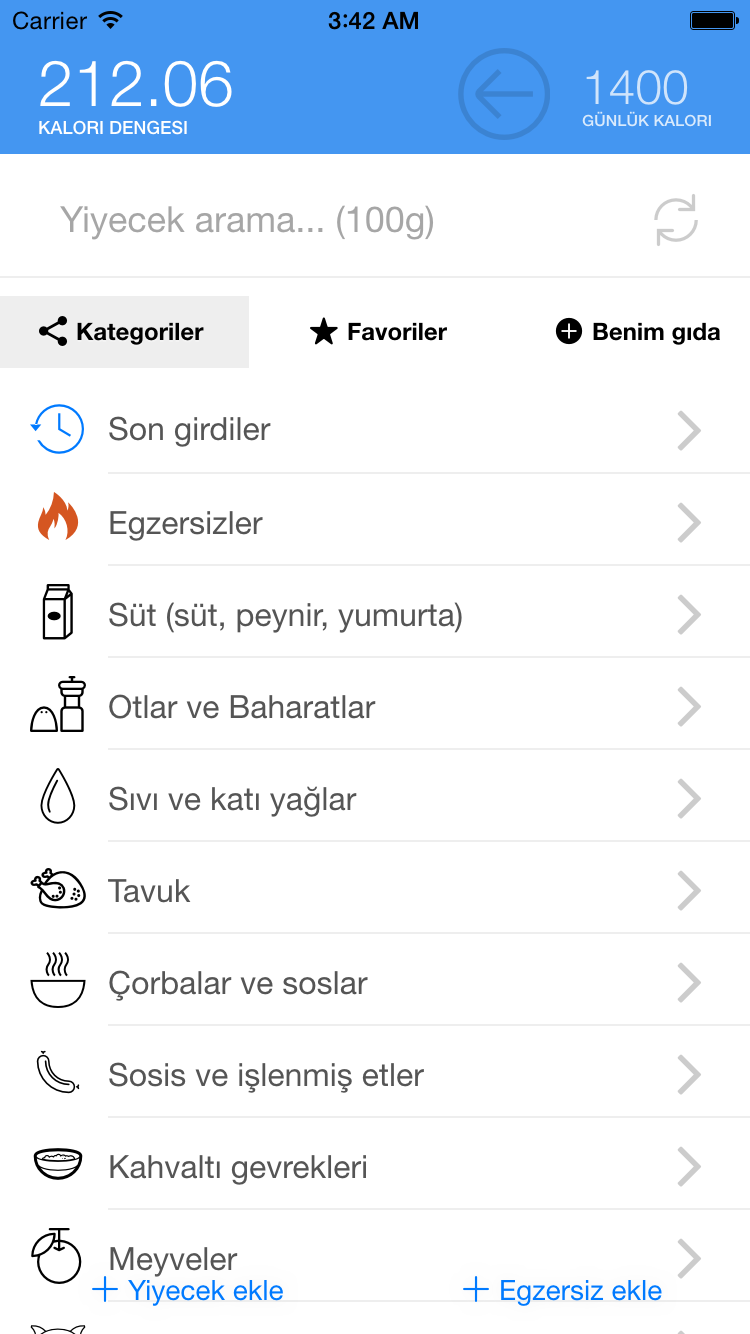 Carrier 3:42 AM
212.06 1400
KALORI DENGESI GÜNLÜK KALORI
Yiyecek arama... (100g)
Kategoriler Favoriler Benim gıda
Son girdiler
Egzersizler
Süt (süt, peynir, yumurta)
Otlar ve Baharatlar
Sıvı ve katı yağlar
Tavuk
Çorbalar ve soslar
Sosis ve işlenmiş etler
Kahvaltı gevrekleri
Meyveler
Yiyecek ekle Egzersiz ekle